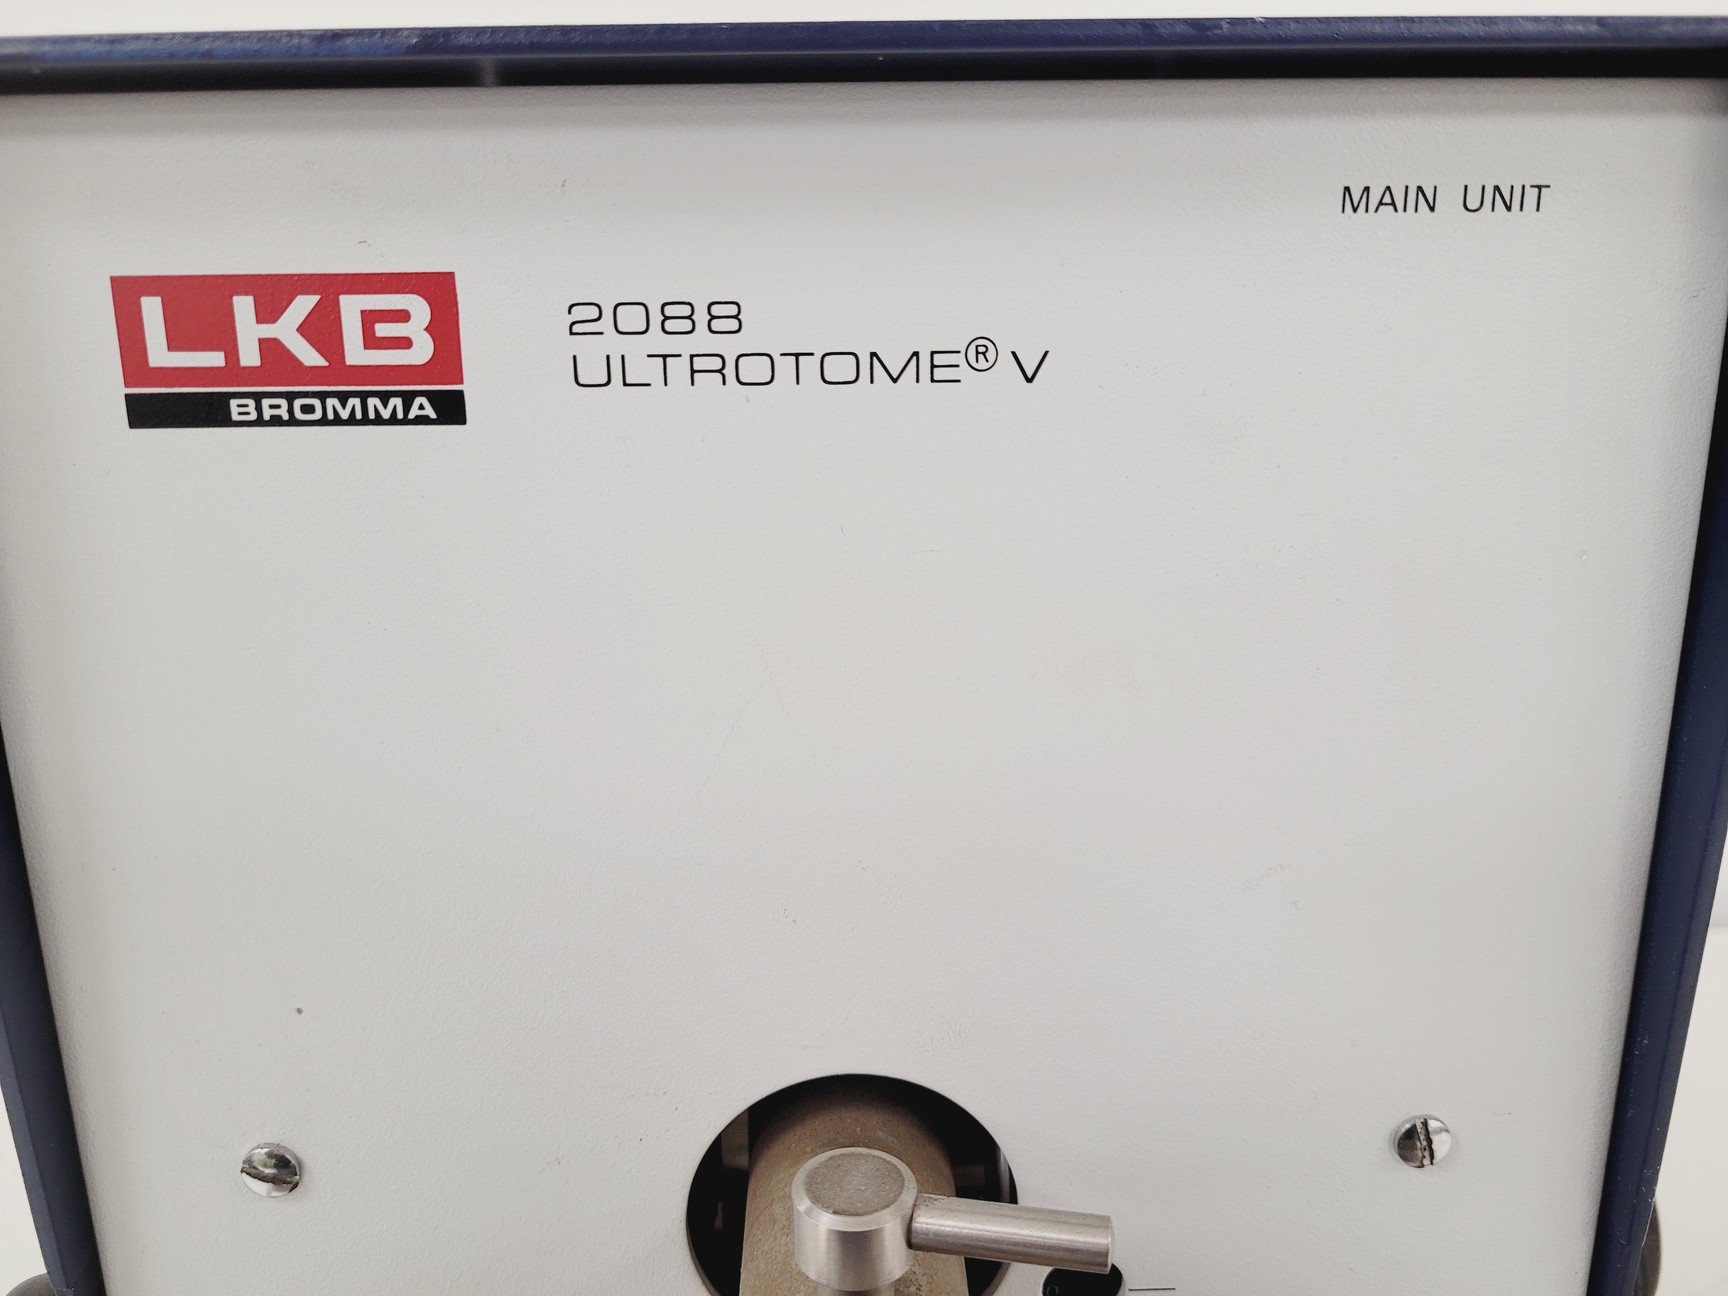 MAIN UNIT
LKB
BROMMA
2088
ULTROTOME® V